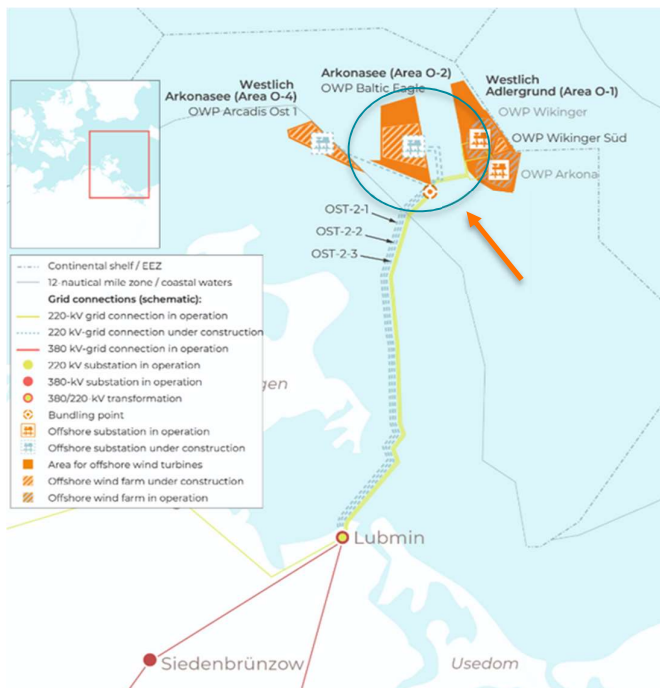 Westlich
Arkonasee (Area O-4)
OWP Arcadis Ost 1
Arkonasee (Area O-2)
OWP Baltic Eagle
Westlich
Adlergrund (Area O-1)
OWP Wikinger
OWP Wikinger Süd
OWP Arkona
OST-2-1
OST-2-2
OST-2-3
Continental shelf / EEZ
12-nautical mile zone / coastal waters
Grid connections (schematic):
220-kV grid connection in operation
220 kV-grid connection under construction
380 kV-grid connection in operation
220 kV substation in operation
380-kV substation in operation
380/220-kV transformation
Bundling point
Offshore substation in operation
Offshore substation under construction
Area for offshore wind turbines
Offshore wind farm under construction
Offshore wind farm in operation
gen
Lubmin
Siedenbrünzow
Usedom